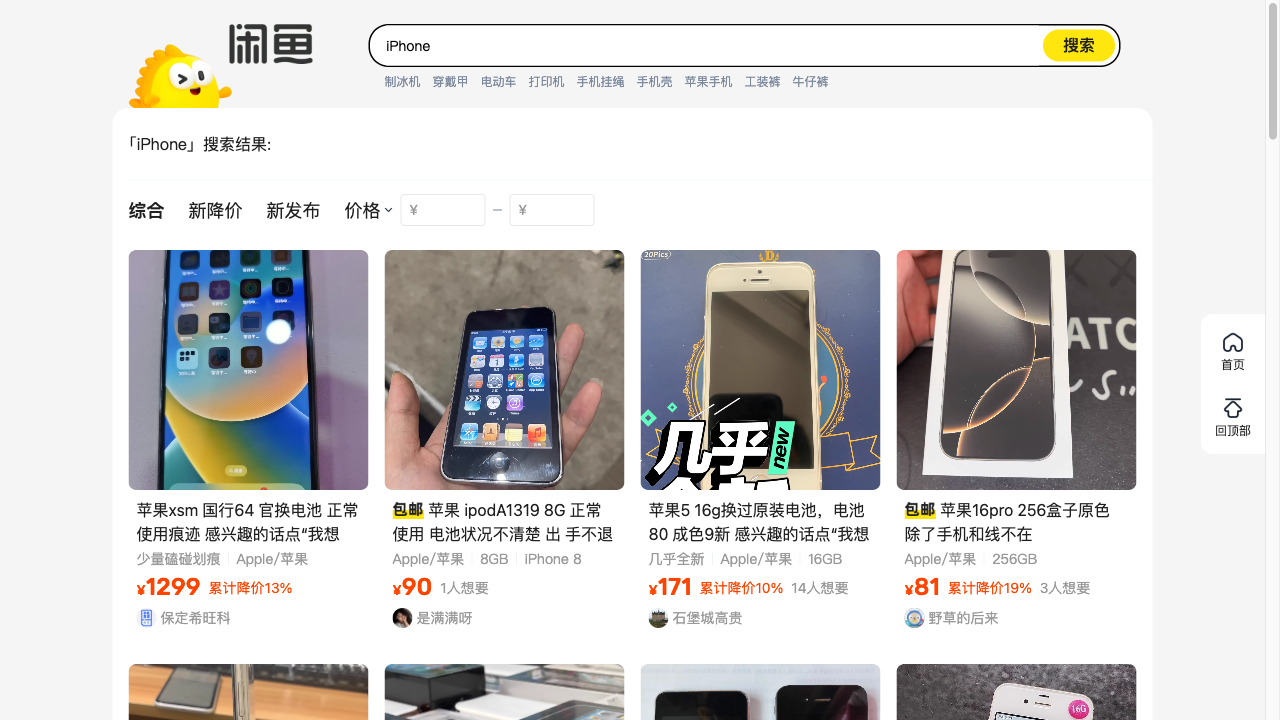 闲鱼
iPhone
搜索
制冰机 穿戴甲 电动车 打印机 手机挂绳 手机壳 苹果手机 工装裤 牛仔裤
「iPhone」搜索结果:
综合 新降价 新发布 价格 ¥ – ¥
20Pics
几乎
new
16G
苹果xsm 国行64 官换电池 正常
使用痕迹 感兴趣的话点“我想
少量磕碰划痕 Apple/苹果
¥1299 累计降价13%
保定希旺科
包邮 苹果 ipodA1319 8G 正常
使用 电池状况不清楚 出 手不退
Apple/苹果 8GB iPhone 8
¥90 1人想要
是满满呀
苹果5 16g换过原装电池，电池
80 成色9新 感兴趣的话点“我想
几乎全新 Apple/苹果 16GB
¥171 累计降价10% 14人想要
石堡城高贵
包邮 苹果16pro 256盒子原色
除了手机和线不在
Apple/苹果 256GB
¥81 累计降价19% 3人想要
野草的后来
首页
回顶部